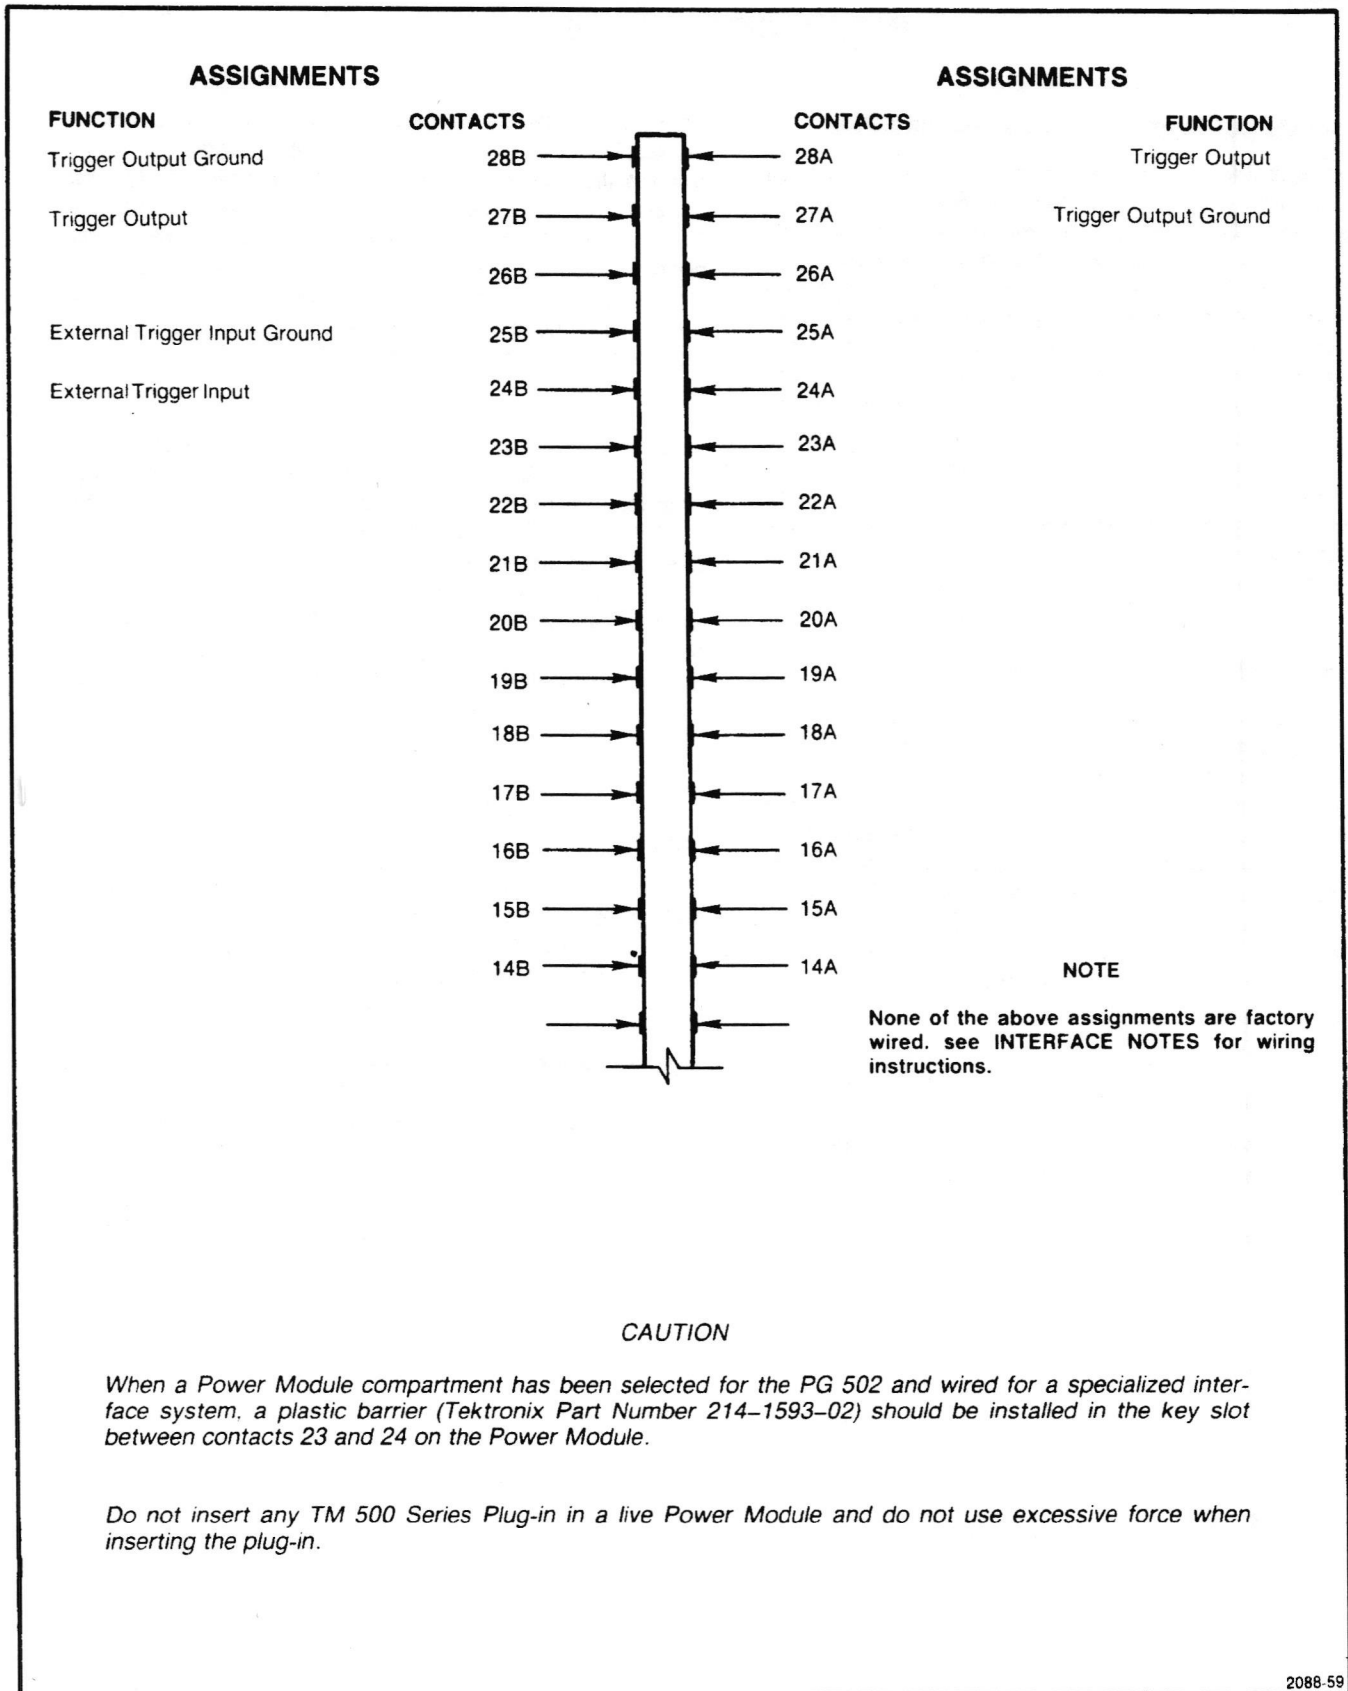 ASSIGNMENTS ASSIGNMENTS
FUNCTION CONTACTS CONTACTS FUNCTION
Trigger Output Ground 28B 28A Trigger Output
Trigger Output 27B 27A Trigger Output Ground
26B 26A
External Trigger Input Ground 25B 25A
External Trigger Input 24B 24A
23B 23A
22B 22A
21B 21A
20B 20A
19B 19A
18B 18A
17B 17A
16B 16A
15B 15A
14B 14A
NOTE
None of the above assignments are factory
wired. see INTERFACE NOTES for wiring
instructions.
CAUTION
When a Power Module compartment has been selected for the PG 502 and wired for a specialized inter-
face system. a plastic barrier (Tektronix Part Number 214–1593–02) should be installed in the key slot
between contacts 23 and 24 on the Power Module.
Do not insert any TM 500 Series Plug-in in a live Power Module and do not use excessive force when
inserting the plug-in.
2088-59